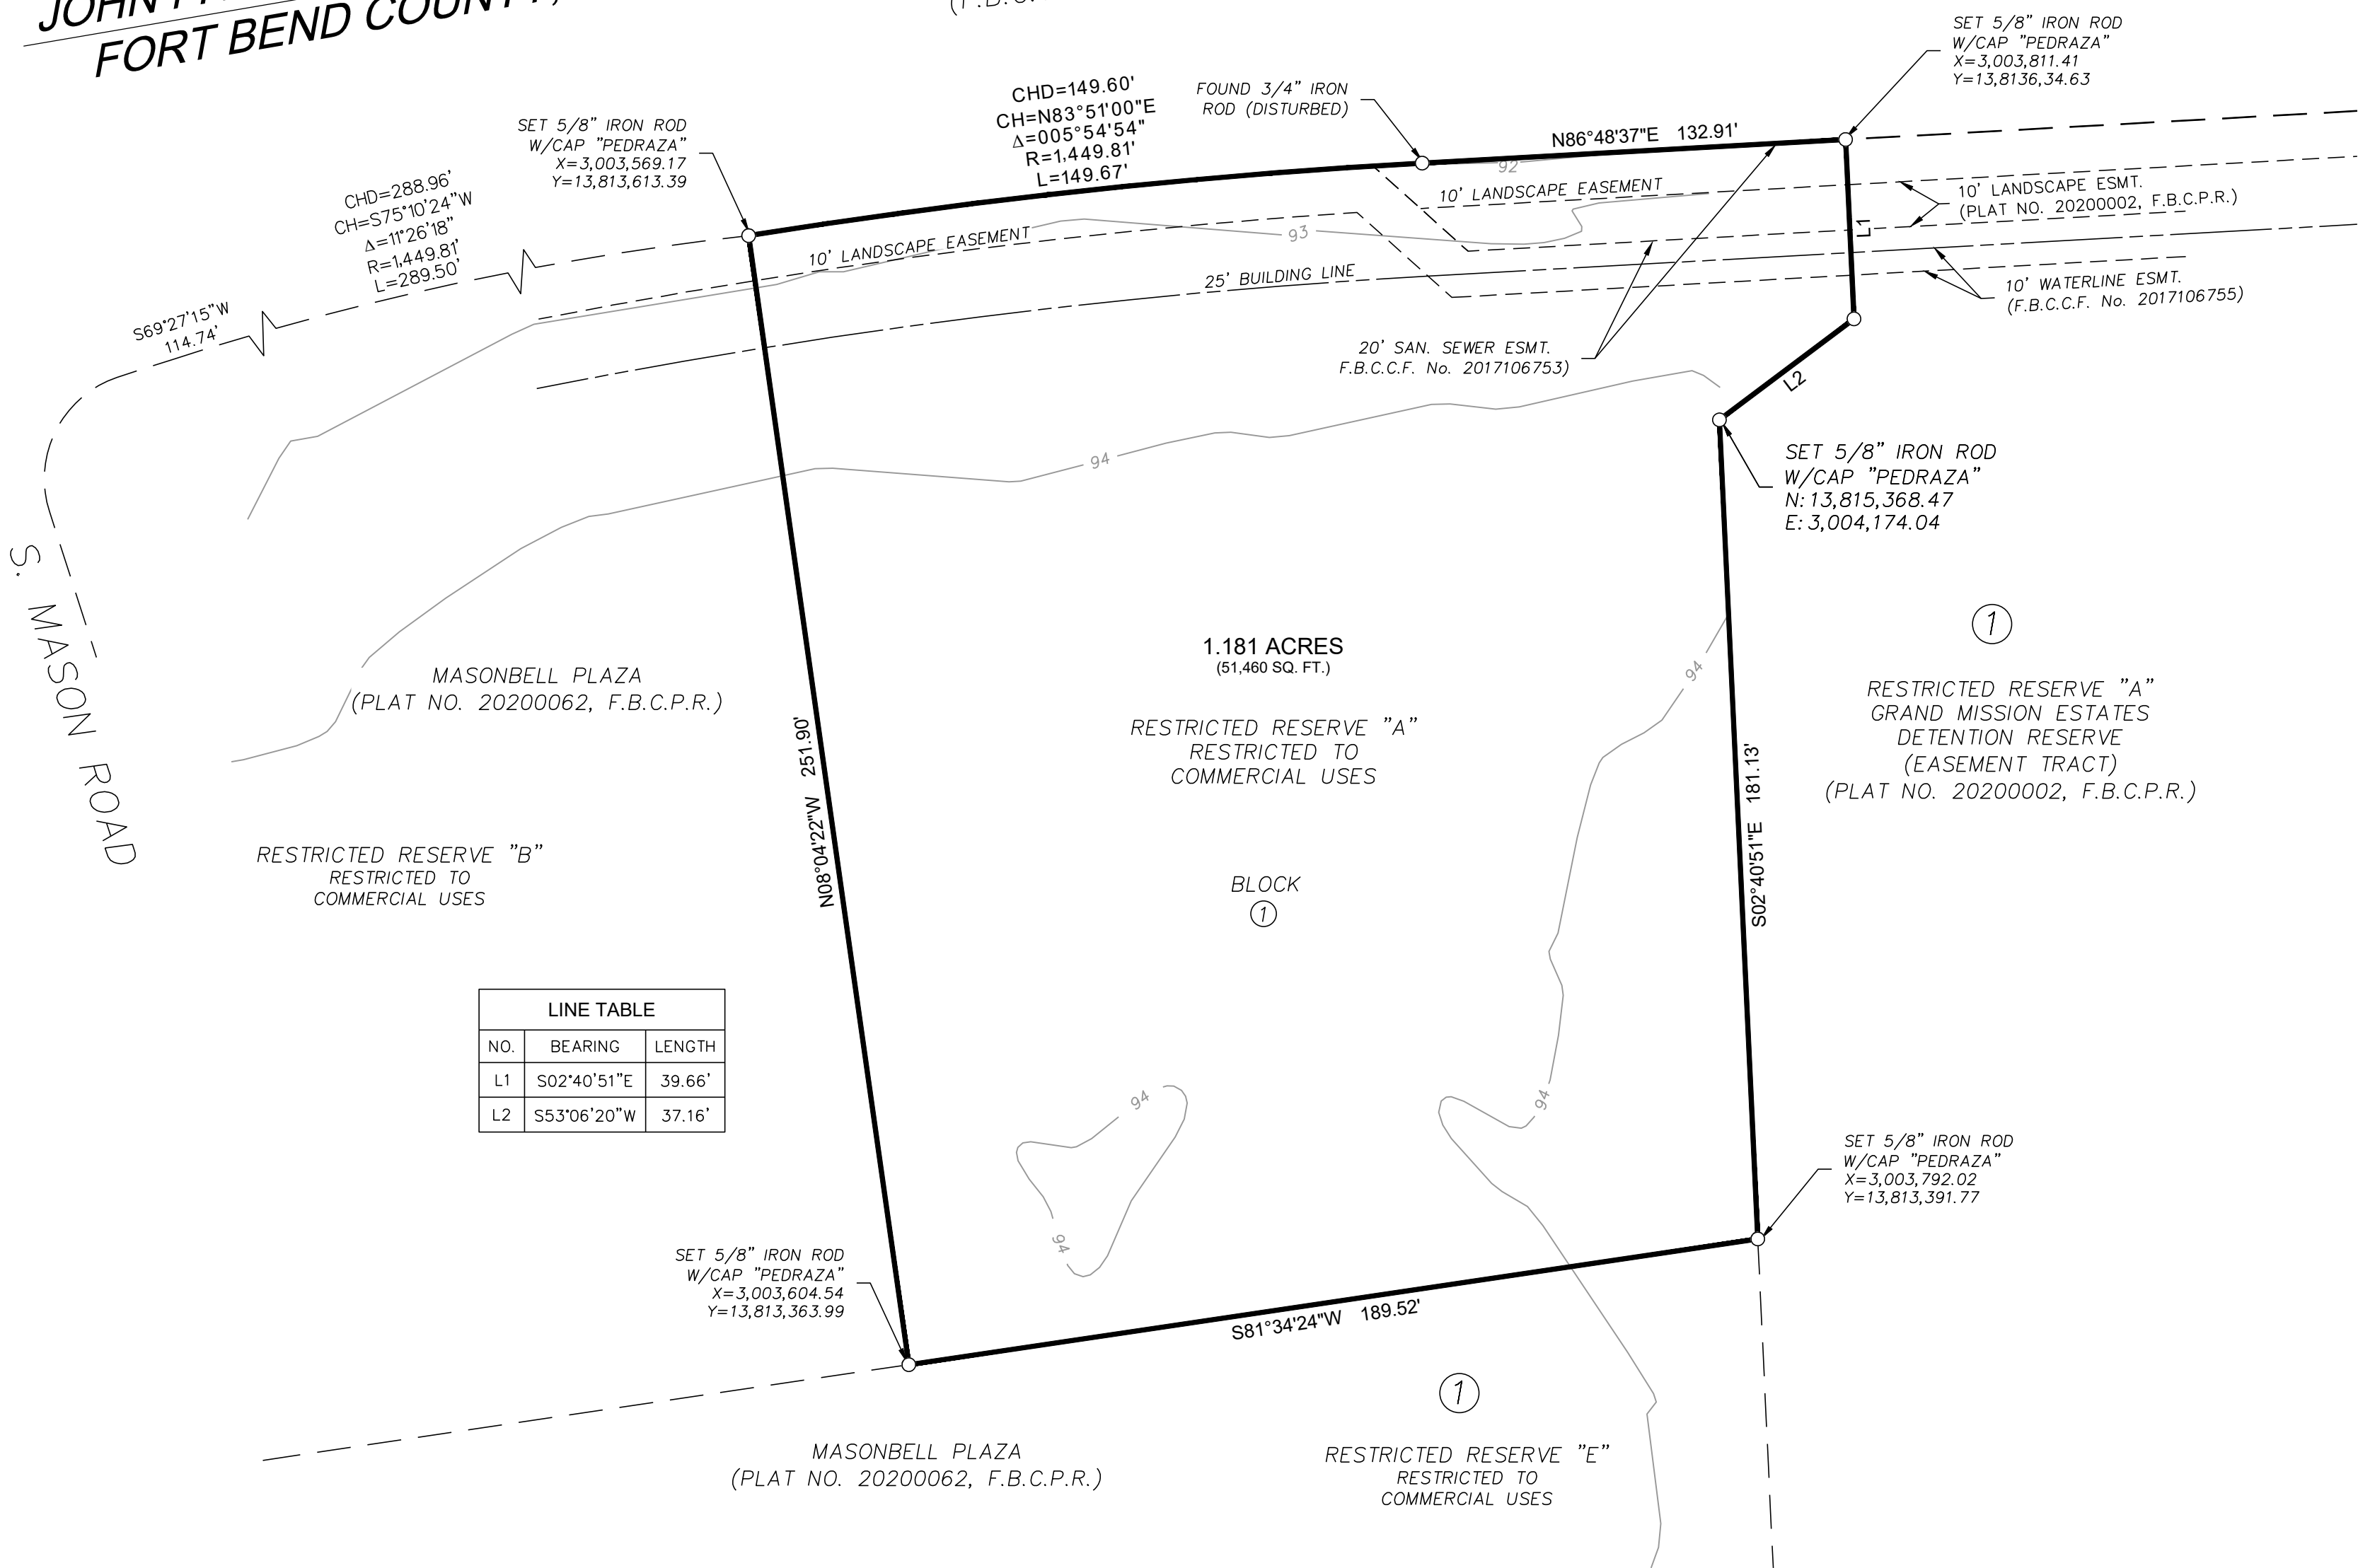 FORT BEND COUNTY,
SET 5/8" IRON ROD
W/CAP "PEDRAZA"
X=3,003,811.41
Y=13,8136,34.63
CHD=149.60'
CH=N83°51'00"E
Δ=005°54'54"
R=1,449.81'
L=149.67'
FOUND 3/4" IRON
ROD (DISTURBED)
N86°48'37"E 132.91'
SET 5/8" IRON ROD
W/CAP "PEDRAZA"
X=3,003,569.17
Y=13,813,613.39
CHD=288.96'
CH=S75°10'24"W
Δ=11°26'18"
R=1,449.81'
L=289.50'
S69°27'15"W
114.74'
92
10' LANDSCAPE EASEMENT
10' LANDSCAPE ESMT.
(PLAT NO. 20200002, F.B.C.P.R.)
L1
93
10' LANDSCAPE EASEMENT
25' BUILDING LINE
10' WATERLINE ESMT.
(F.B.C.C.F. No. 2017106755)
20' SAN. SEWER ESMT.
F.B.C.C.F. No. 2017106753)
L2
94
SET 5/8" IRON ROD
W/CAP "PEDRAZA"
N: 13,815,368.47
E: 3,004,174.04
S. MASON ROAD
1
1.181 ACRES
(51,460 SQ. FT.)
94
MASONBELL PLAZA
(PLAT NO. 20200062, F.B.C.P.R.)
RESTRICTED RESERVE "A"
GRAND MISSION ESTATES
DETENTION RESERVE
(EASEMENT TRACT)
(PLAT NO. 20200002, F.B.C.P.R.)
RESTRICTED RESERVE "A"
RESTRICTED TO
COMMERCIAL USES
N08°04'22"W 251.90'
S02°40'51"E 181.13'
RESTRICTED RESERVE "B"
RESTRICTED TO
COMMERCIAL USES
BLOCK
1
LINE TABLE
NO. BEARING LENGTH
L1 S02°40'51"E 39.66'
L2 S53°06'20"W 37.16'
94
94
94
SET 5/8" IRON ROD
W/CAP "PEDRAZA"
X=3,003,792.02
Y=13,813,391.77
SET 5/8" IRON ROD
W/CAP "PEDRAZA"
X=3,003,604.54
Y=13,813,363.99
S81°34'24"W 189.52'
1
MASONBELL PLAZA
(PLAT NO. 20200062, F.B.C.P.R.)
RESTRICTED RESERVE "E"
RESTRICTED TO
COMMERCIAL USES